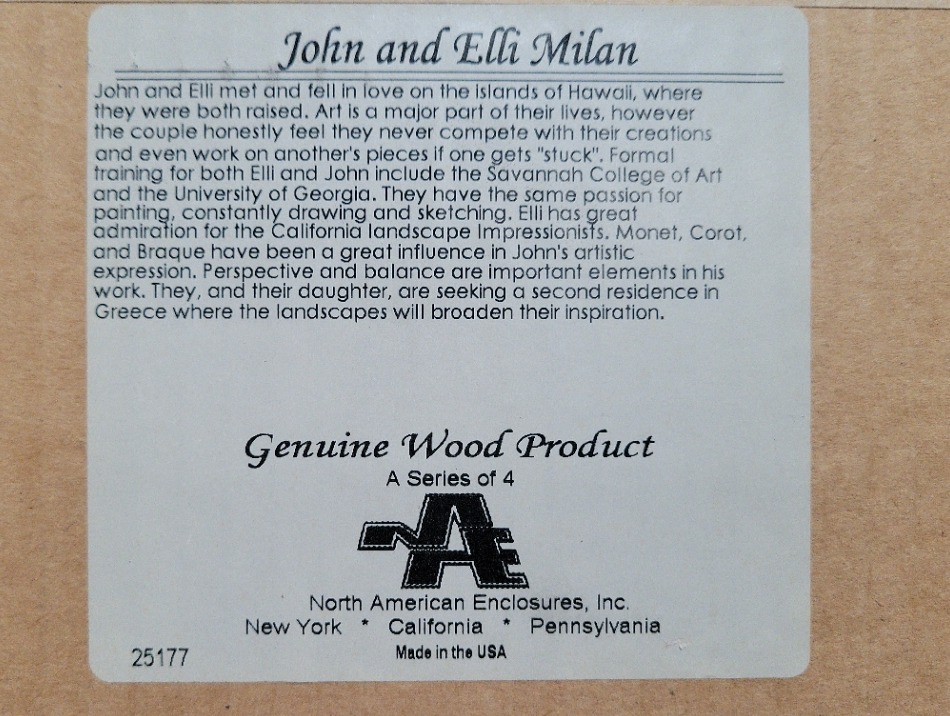 John and Elli Milan
John and Elli met and fell in love on the islands of Hawaii, where
they were both raised. Art is a major part of their lives, however
the couple honestly feel they never compete with their creations
and even work on another's pieces if one gets "stuck". Formal
training for both Elli and John include the Savannah College of Art
and the University of Georgia. They have the same passion for
painting, constantly drawing and sketching. Elli has great
admiration for the California landscape Impressionists. Monet, Corot,
and Braque have been a great influence in John's artistic
expression. Perspective and balance are important elements in his
work. They, and their daughter, are seeking a second residence in
Greece where the landscapes will broaden their inspiration.
Genuine Wood Product
A Series of 4
NAE
North American Enclosures, Inc.
New York * California * Pennsylvania
Made in the USA
25177